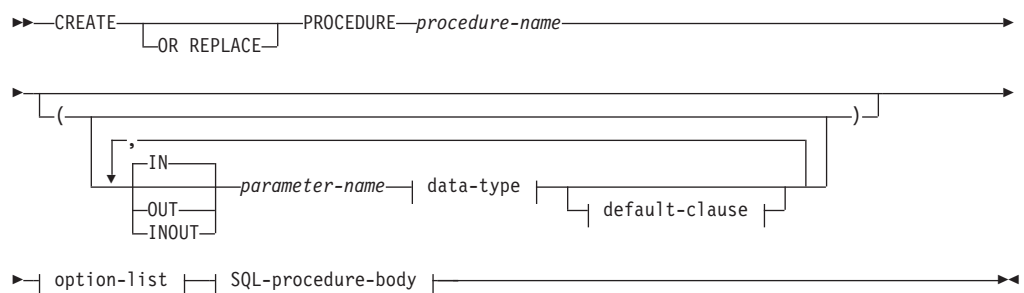 CREATE PROCEDURE procedure-name
OR REPLACE
( )
,
IN
parameter-name data-type
OUT default-clause
INOUT
option-list SQL-procedure-body